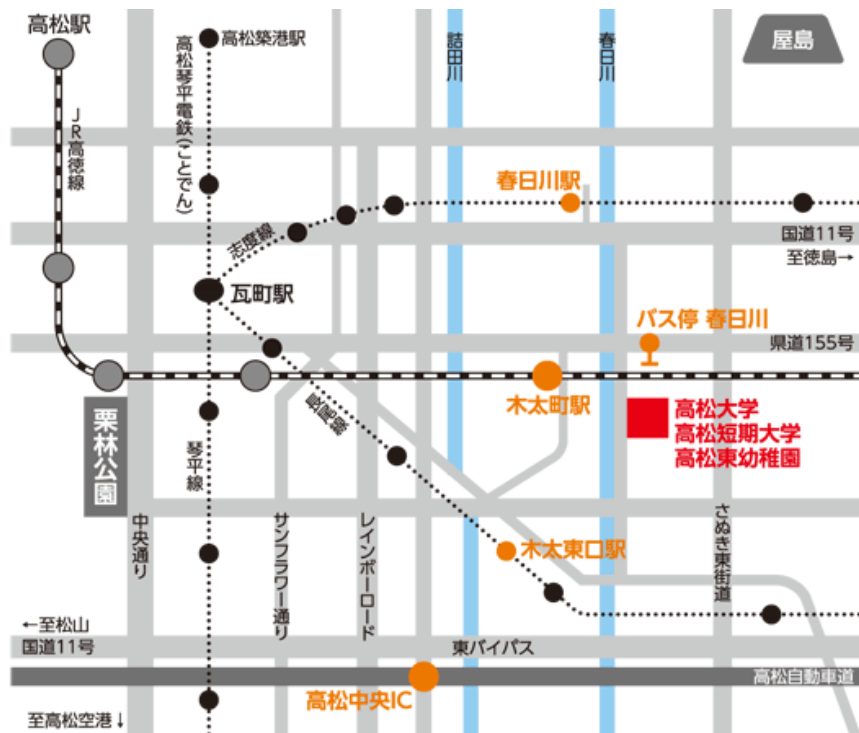 高松駅
高松築港駅
詰田川
春日川
屋島
高松琴平電鉄(ことでん)
JR高徳線
春日川駅
志度線
国道11号
至徳島→
瓦町駅
バス停 春日川
県道155号
木太町駅
長尾線
栗林公園
琴平線
高松大学
高松短期大学
高松東幼稚園
中央通り
サンフラワー通り
レインボーロード
木太東口駅
さぬき東街道
←至松山
国道11号
東バイパス
高松自動車道
高松中央IC
至高松空港↓